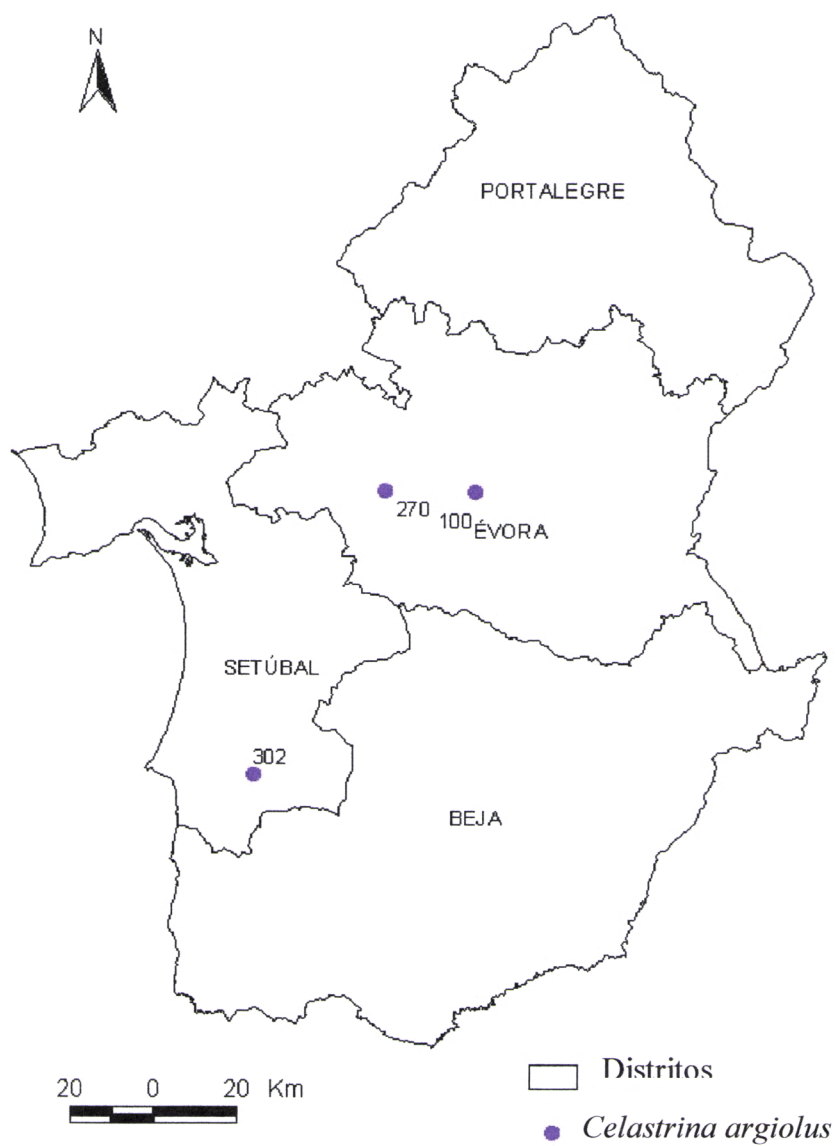 N
PORTALEGRE
270
100
ÉVORA
SETÚBAL
302
BEJA
20 0 20 Km
Distritos
Celastrina argiolus